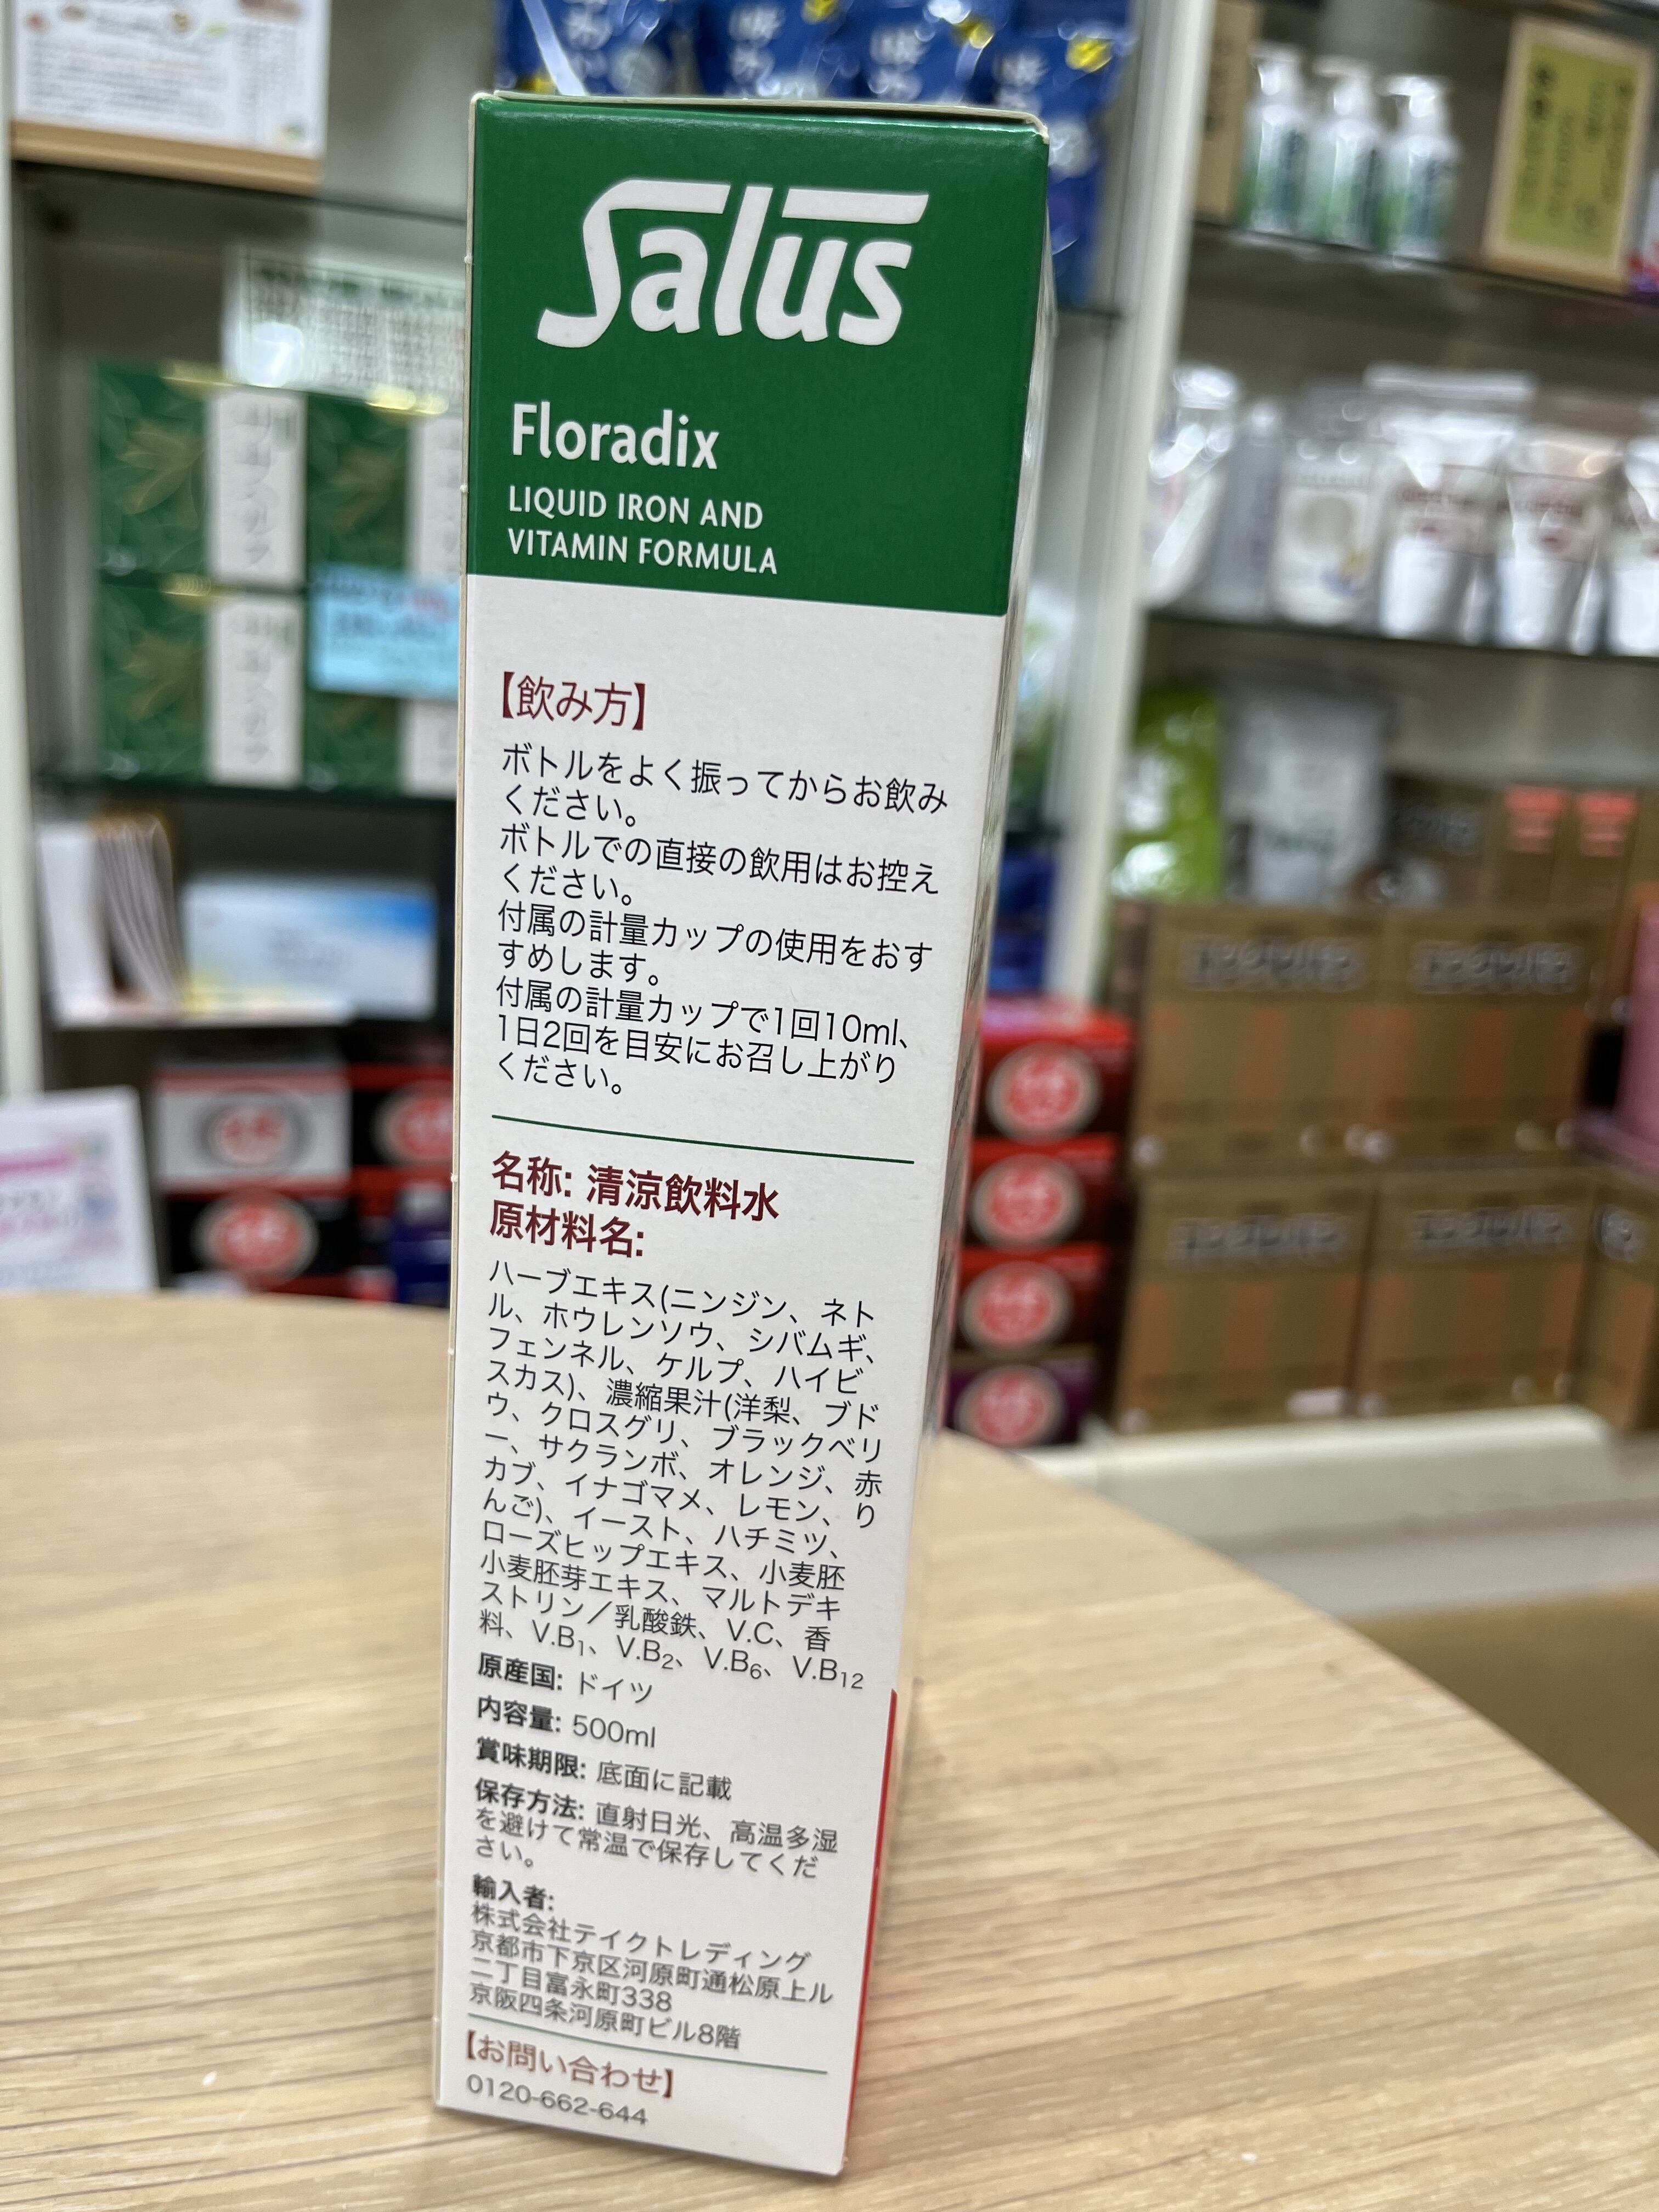 Salus
Floradix
LIQUID IRON AND
VITAMIN FORMULA
【飲み方】
ボトルをよく振ってからお飲み
ください。
ボトルでの直接の飲用はお控え
ください。
付属の計量カップの使用をおす
すめします。
付属の計量カップで1回10ml、
1日2回を目安にお召し上がり
ください。
名称: 清涼飲料水
原材料名:
ハーブエキス(ニンジン、ネト
ル、ホウレンソウ、シバムギ、
フェンネル、ケルプ、ハイビ
スカス)、濃縮果汁(洋梨、ブド
ウ、クロスグリ、ブラックベリ
ー、サクランボ、オレンジ、赤
カブ、イナゴマメ、レモン、り
んご)、イースト、ハチミツ、
ローズヒップエキス、小麦胚
小麦胚芽エキス、マルトデキ
ストリン／乳酸鉄、V.C、香
料、V.B1、V.B2、V.B6、V.B12
原産国: ドイツ
内容量: 500ml
賞味期限: 底面に記載
保存方法: 直射日光、高温多湿
を避けて常温で保存してくだ
さい。
輸入者:
株式会社テイクトレディング
京都市下京区河原町通松原上ル
二丁目富永町338
京阪四条河原町ビル8階
【お問い合わせ】
0120-662-644